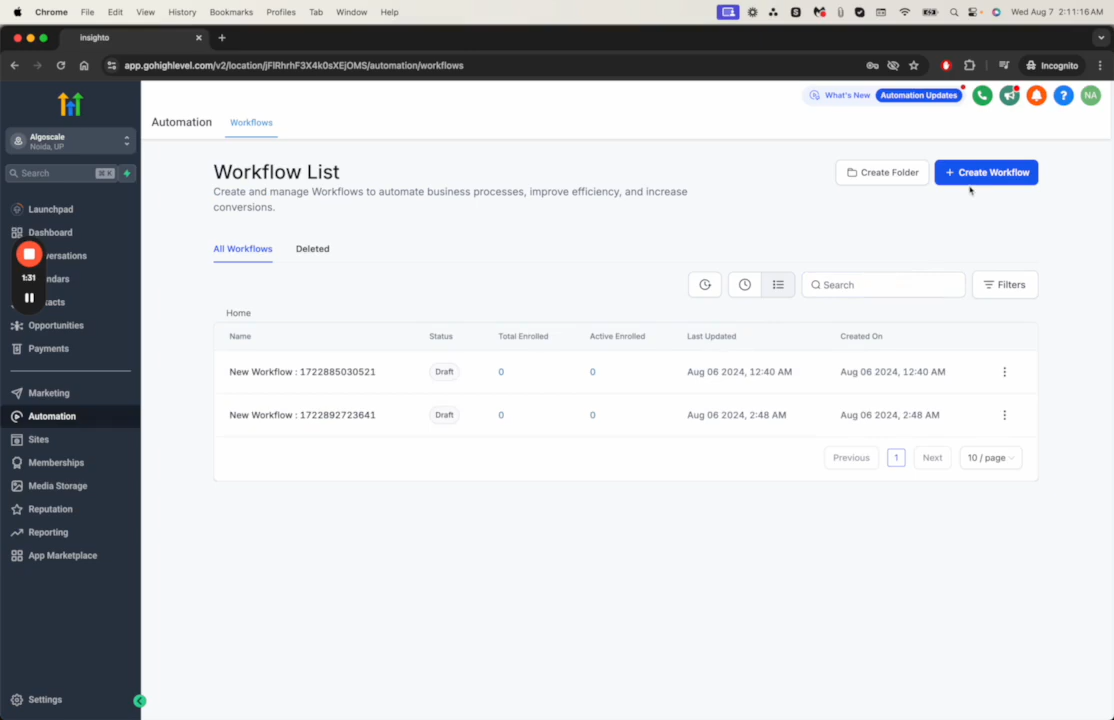 Chrome File Edit View History Bookmarks Profiles Tab Window Help
Wed Aug 7 2:11:16 AM
insighto
app.gohighlevel.com/v2/location/jFlRhrhF3X4k0sXEjOMS/automation/workflows
Incognito
What's New
Automation Updates
NA
Algoscale
Noida, UP
Automation
Workflows
Search
⌘ K
Launchpad
Dashboard
ersations
1:31
ndars
acts
Opportunities
Payments
Marketing
Automation
Sites
Memberships
Media Storage
Reputation
Reporting
App Marketplace
Settings
Workflow List
Create and manage Workflows to automate business processes, improve efficiency, and increase
conversions.
Create Folder
+ Create Workflow
All Workflows
Deleted
Search
Filters
Home
Name Status Total Enrolled Active Enrolled Last Updated Created On
New Workflow : 1722885030521 Draft 0 0 Aug 06 2024, 12:40 AM Aug 06 2024, 12:40 AM
New Workflow : 1722892723641 Draft 0 0 Aug 06 2024, 2:48 AM Aug 06 2024, 2:48 AM
Previous 1 Next 10 / page